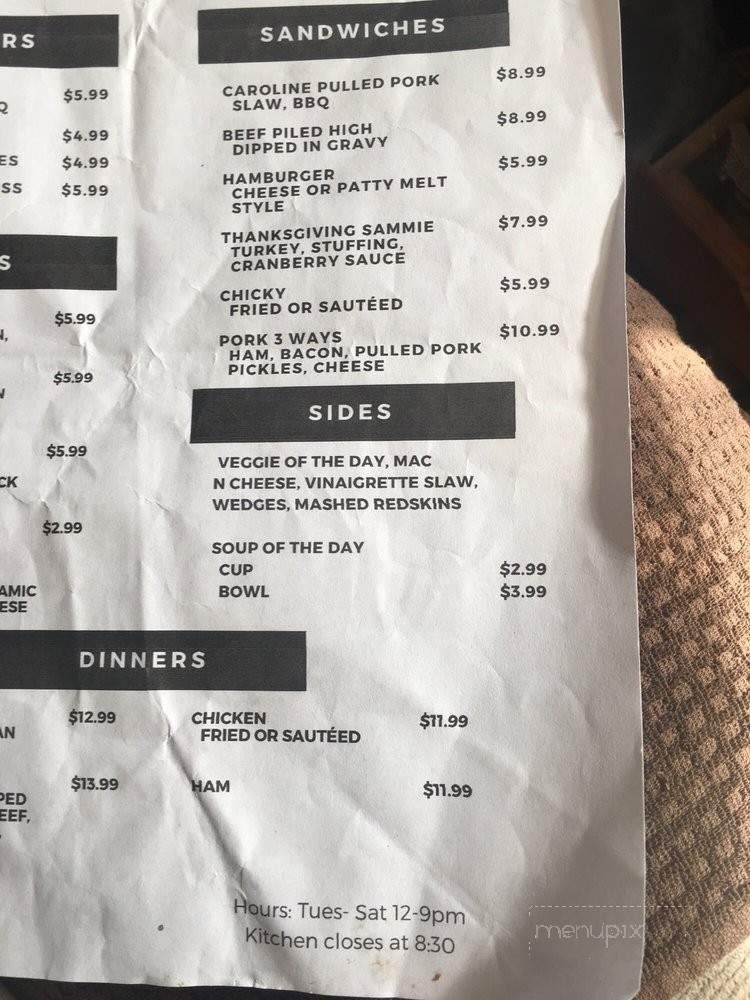 RS
Q
$5.99
$4.99
ES
$4.99
SS
$5.99
S
$5.99
N,
$5.99
N
$5.99
CK
$2.99
AMIC
ESE
SANDWICHES
CAROLINE PULLED PORK $8.99
SLAW, BBQ
BEEF PILED HIGH $8.99
DIPPED IN GRAVY
HAMBURGER $5.99
CHEESE OR PATTY MELT
STYLE
THANKSGIVING SAMMIE $7.99
TURKEY, STUFFING,
CRANBERRY SAUCE
CHICKY $5.99
FRIED OR SAUTÉED
PORK 3 WAYS $10.99
HAM, BACON, PULLED PORK
PICKLES, CHEESE
SIDES
VEGGIE OF THE DAY, MAC
N CHEESE, VINAIGRETTE SLAW,
WEDGES, MASHED REDSKINS
SOUP OF THE DAY
CUP $2.99
BOWL $3.99
DINNERS
$12.99
AN
$13.99
PED
EEF,
CHICKEN $11.99
FRIED OR SAUTÉED
HAM $11.99
Hours: Tues- Sat 12-9pm
Kitchen closes at 8:30
menupix